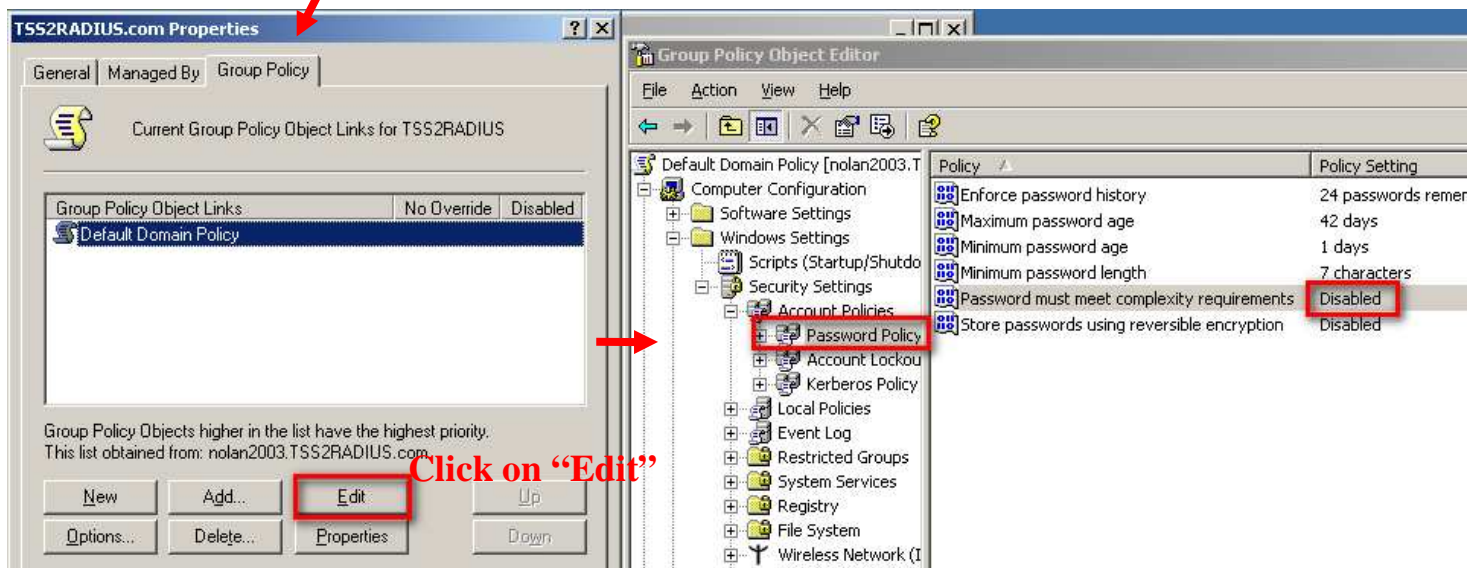 TSS2RADIUS.com Properties
General Managed By Group Policy
Current Group Policy Object Links for TSS2RADIUS
Group Policy Object Links No Override Disabled
Default Domain Policy
Group Policy Objects higher in the list have the highest priority.
This list obtained from: nolan2003.TSS2RADIUS.com
Click on “Edit”
New Add... Edit Up
Options... Delete... Properties Down
Group Policy Object Editor
File Action View Help
Default Domain Policy [nolan2003.T
Computer Configuration
Software Settings
Windows Settings
Scripts (Startup/Shutdo
Security Settings
Account Policies
Password Policy
Account Lockou
Kerberos Policy
Local Policies
Event Log
Restricted Groups
System Services
Registry
File System
Wireless Network (I
Policy Policy Setting
Enforce password history 24 passwords remer
Maximum password age 42 days
Minimum password age 1 days
Minimum password length 7 characters
Password must meet complexity requirements Disabled
Store passwords using reversible encryption Disabled